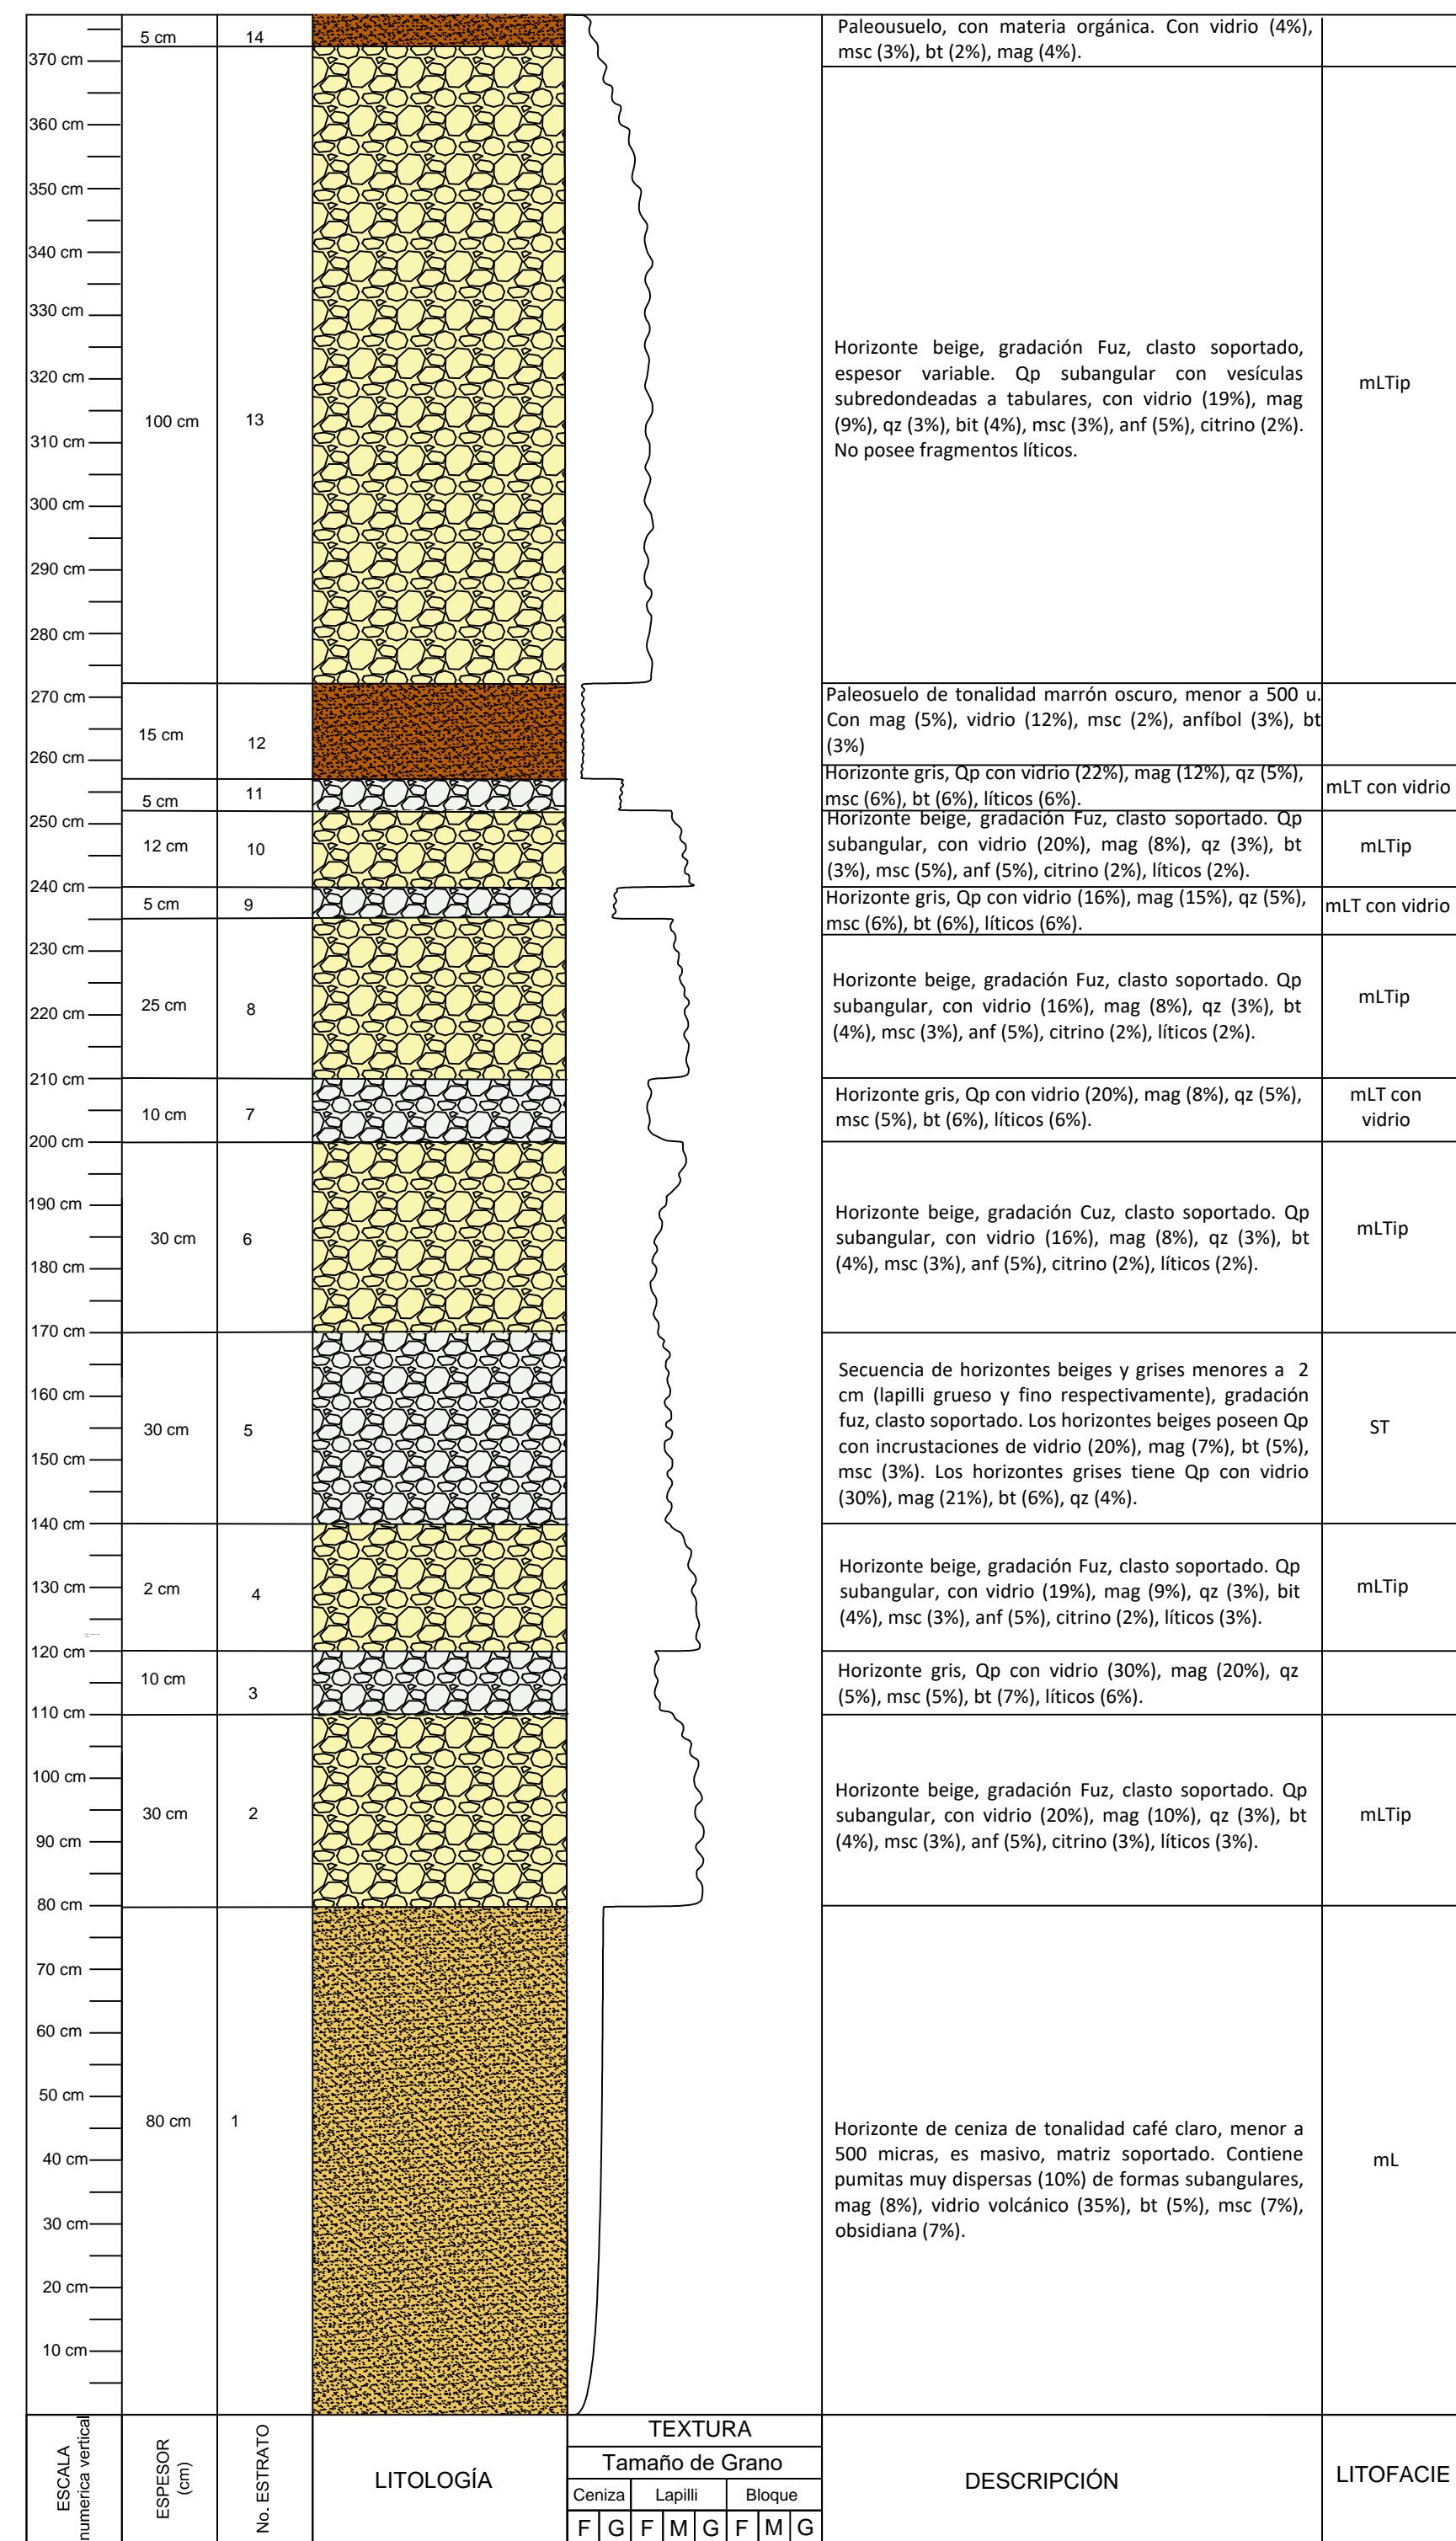 5 cm
14
Paleousuelo, con materia orgánica. Con vidrio (4%),
msc (3%), bt (2%), mag (4%).
370 cm
360 cm
350 cm
340 cm
330 cm
320 cm
310 cm
300 cm
290 cm
280 cm
100 cm
13
Horizonte beige, gradación Fuz, clasto soportado,
espesor variable. Qp subangular con vesículas
subredondeadas a tabulares, con vidrio (19%), mag
(9%), qz (3%), bit (4%), msc (3%), anf (5%), citrino (2%).
No posee fragmentos líticos.
mLTip
270 cm
260 cm
15 cm
12
Paleosuelo de tonalidad marrón oscuro, menor a 500 u.
Con mag (5%), vidrio (12%), msc (2%), anfíbol (3%), bt
(3%)
5 cm
11
Horizonte gris, Qp con vidrio (22%), mag (12%), qz (5%),
msc (6%), bt (6%), líticos (6%).
mLT con vidrio
250 cm
240 cm
12 cm
10
Horizonte beige, gradación Fuz, clasto soportado. Qp
subangular, con vidrio (20%), mag (8%), qz (3%), bt
(3%), msc (5%), anf (5%), citrino (2%), líticos (2%).
mLTip
5 cm
9
Horizonte gris, Qp con vidrio (16%), mag (15%), qz (5%),
msc (6%), bt (6%), líticos (6%).
mLT con vidrio
230 cm
220 cm
210 cm
25 cm
8
Horizonte beige, gradación Fuz, clasto soportado. Qp
subangular, con vidrio (16%), mag (8%), qz (3%), bt
(4%), msc (3%), anf (5%), citrino (2%), líticos (2%).
mLTip
200 cm
10 cm
7
Horizonte gris, Qp con vidrio (20%), mag (8%), qz (5%),
msc (5%), bt (6%), líticos (6%).
mLT con
vidrio
190 cm
180 cm
170 cm
30 cm
6
Horizonte beige, gradación Cuz, clasto soportado. Qp
subangular, con vidrio (16%), mag (8%), qz (3%), bt
(4%), msc (3%), anf (5%), citrino (2%), líticos (2%).
mLTip
160 cm
150 cm
140 cm
30 cm
5
Secuencia de horizontes beiges y grises menores a 2
cm (lapilli grueso y fino respectivamente), gradación
fuz, clasto soportado. Los horizontes beiges poseen Qp
con incrustaciones de vidrio (20%), mag (7%), bt (5%),
msc (3%). Los horizontes grises tiene Qp con vidrio
(30%), mag (21%), bt (6%), qz (4%).
ST
130 cm
120 cm
2 cm
4
Horizonte beige, gradación Fuz, clasto soportado. Qp
subangular, con vidrio (19%), mag (9%), qz (3%), bit
(4%), msc (3%), anf (5%), citrino (2%), líticos (3%).
mLTip
110 cm
10 cm
3
Horizonte gris, Qp con vidrio (30%), mag (20%), qz
(5%), msc (5%), bt (7%), líticos (6%).
100 cm
90 cm
80 cm
30 cm
2
Horizonte beige, gradación Fuz, clasto soportado. Qp
subangular, con vidrio (20%), mag (10%), qz (3%), bt
(4%), msc (3%), anf (5%), citrino (3%), líticos (3%).
mLTip
70 cm
60 cm
50 cm
40 cm
30 cm
20 cm
10 cm
80 cm
1
Horizonte de ceniza de tonalidad café claro, menor a
500 micras, es masivo, matriz soportado. Contiene
pumitas muy dispersas (10%) de formas subangulares,
mag (8%), vidrio volcánico (35%), bt (5%), msc (7%),
obsidiana (7%).
mL
ESCALA
numerica vertical
ESPESOR
(cm)
No. ESTRATO
LITOLOGÍA
TEXTURA
Tamaño de Grano
Ceniza Lapilli Bloque
F G F M G F M G
DESCRIPCIÓN
LITOFACIE